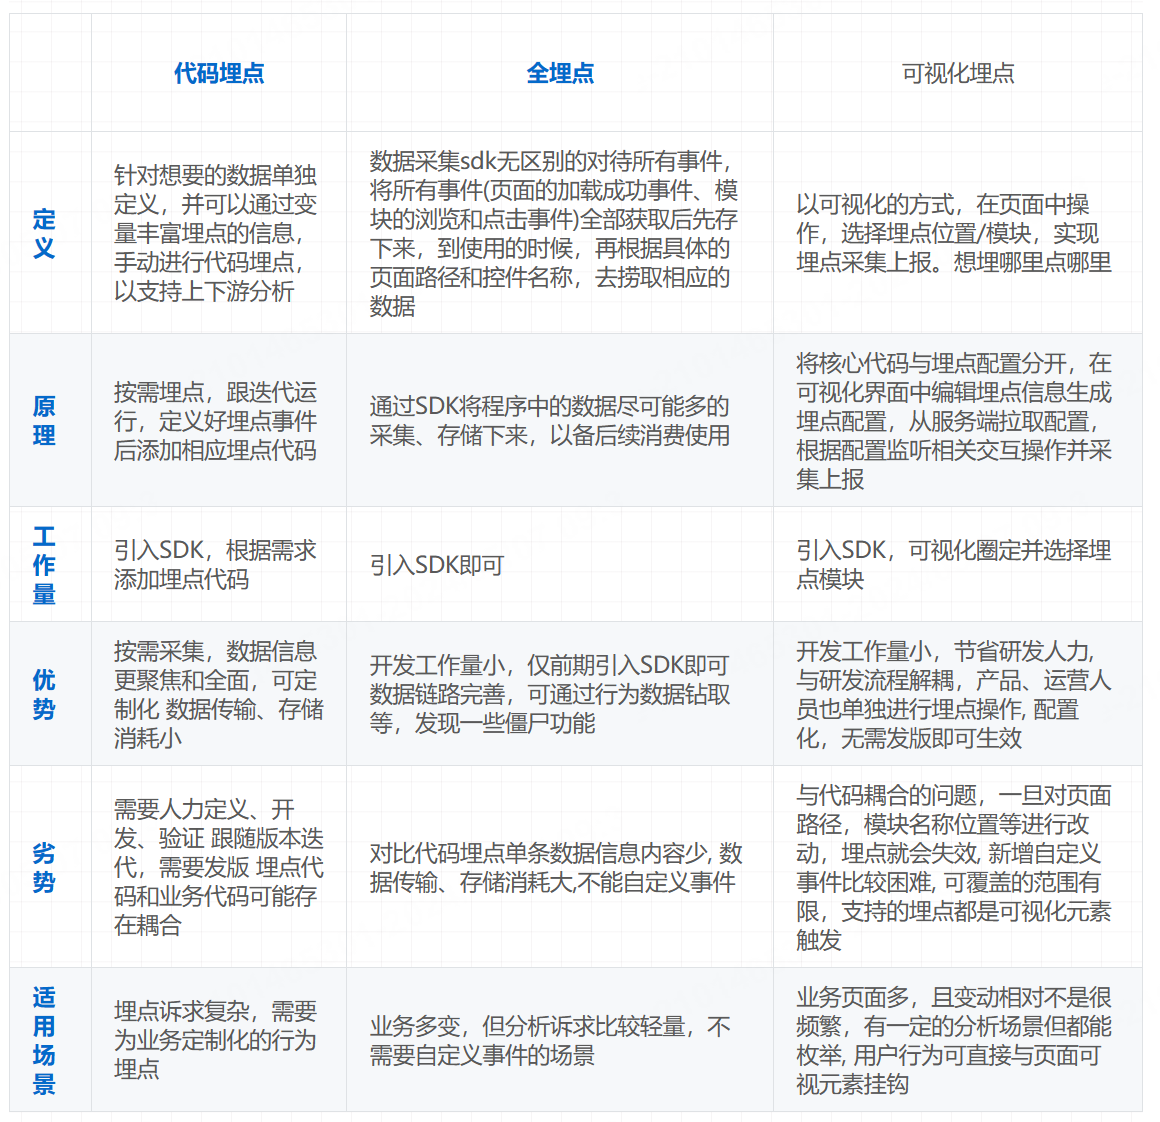 代码埋点
全埋点
可视化埋点
定
义
针对想要的数据单独
定义，并可以通过变
量丰富埋点的信息，
手动进行代码埋点，
以支持上下游分析
数据采集sdk无区别的对待所有事件，
将所有事件(页面的加载成功事件、模
块的浏览和点击事件)全部获取后先存
下来，到使用的时候，再根据具体的
页面路径和控件名称，去捞取相应的
数据
以可视化的方式，在页面中操
作，选择埋点位置/模块，实现
埋点采集上报。想埋哪里点哪里
原
理
按需埋点，跟迭代运
行，定义好埋点事件
后添加相应埋点代码
通过SDK将程序中的数据尽可能多的
采集、存储下来，以备后续消费使用
将核心代码与埋点配置分开，在
可视化界面中编辑埋点信息生成
埋点配置，从服务端拉取配置，
根据配置监听相关交互操作并采
集上报
工
作
量
引入SDK，根据需求
添加埋点代码
引入SDK即可
引入SDK，可视化圈定并选择埋
点模块
优
势
按需采集，数据信息
更聚焦和全面，可定
制化 数据传输、存储
消耗小
开发工作量小，仅前期引入SDK即可
数据链路完善，可通过行为数据钻取
等，发现一些僵尸功能
开发工作量小，节省研发人力,
与研发流程解耦，产品、运营人
员也单独进行埋点操作, 配置
化，无需发版即可生效
劣
势
需要人力定义、开
发、验证 跟随版本迭
代，需要发版 埋点代
码和业务代码可能存
在耦合
对比代码埋点单条数据信息内容少, 数
据传输、存储消耗大,不能自定义事件
与代码耦合的问题，一旦对页面
路径，模块名称位置等进行改
动，埋点就会失效, 新增自定义
事件比较困难, 可覆盖的范围有
限，支持的埋点都是可视化元素
触发
适
用
场
景
埋点诉求复杂，需要
为业务定制化的行为
埋点
业务多变，但分析诉求比较轻量，不
需要自定义事件的场景
业务页面多，且变动相对不是很
频繁，有一定的分析场景但都能
枚举, 用户行为可直接与页面可
视元素挂钩